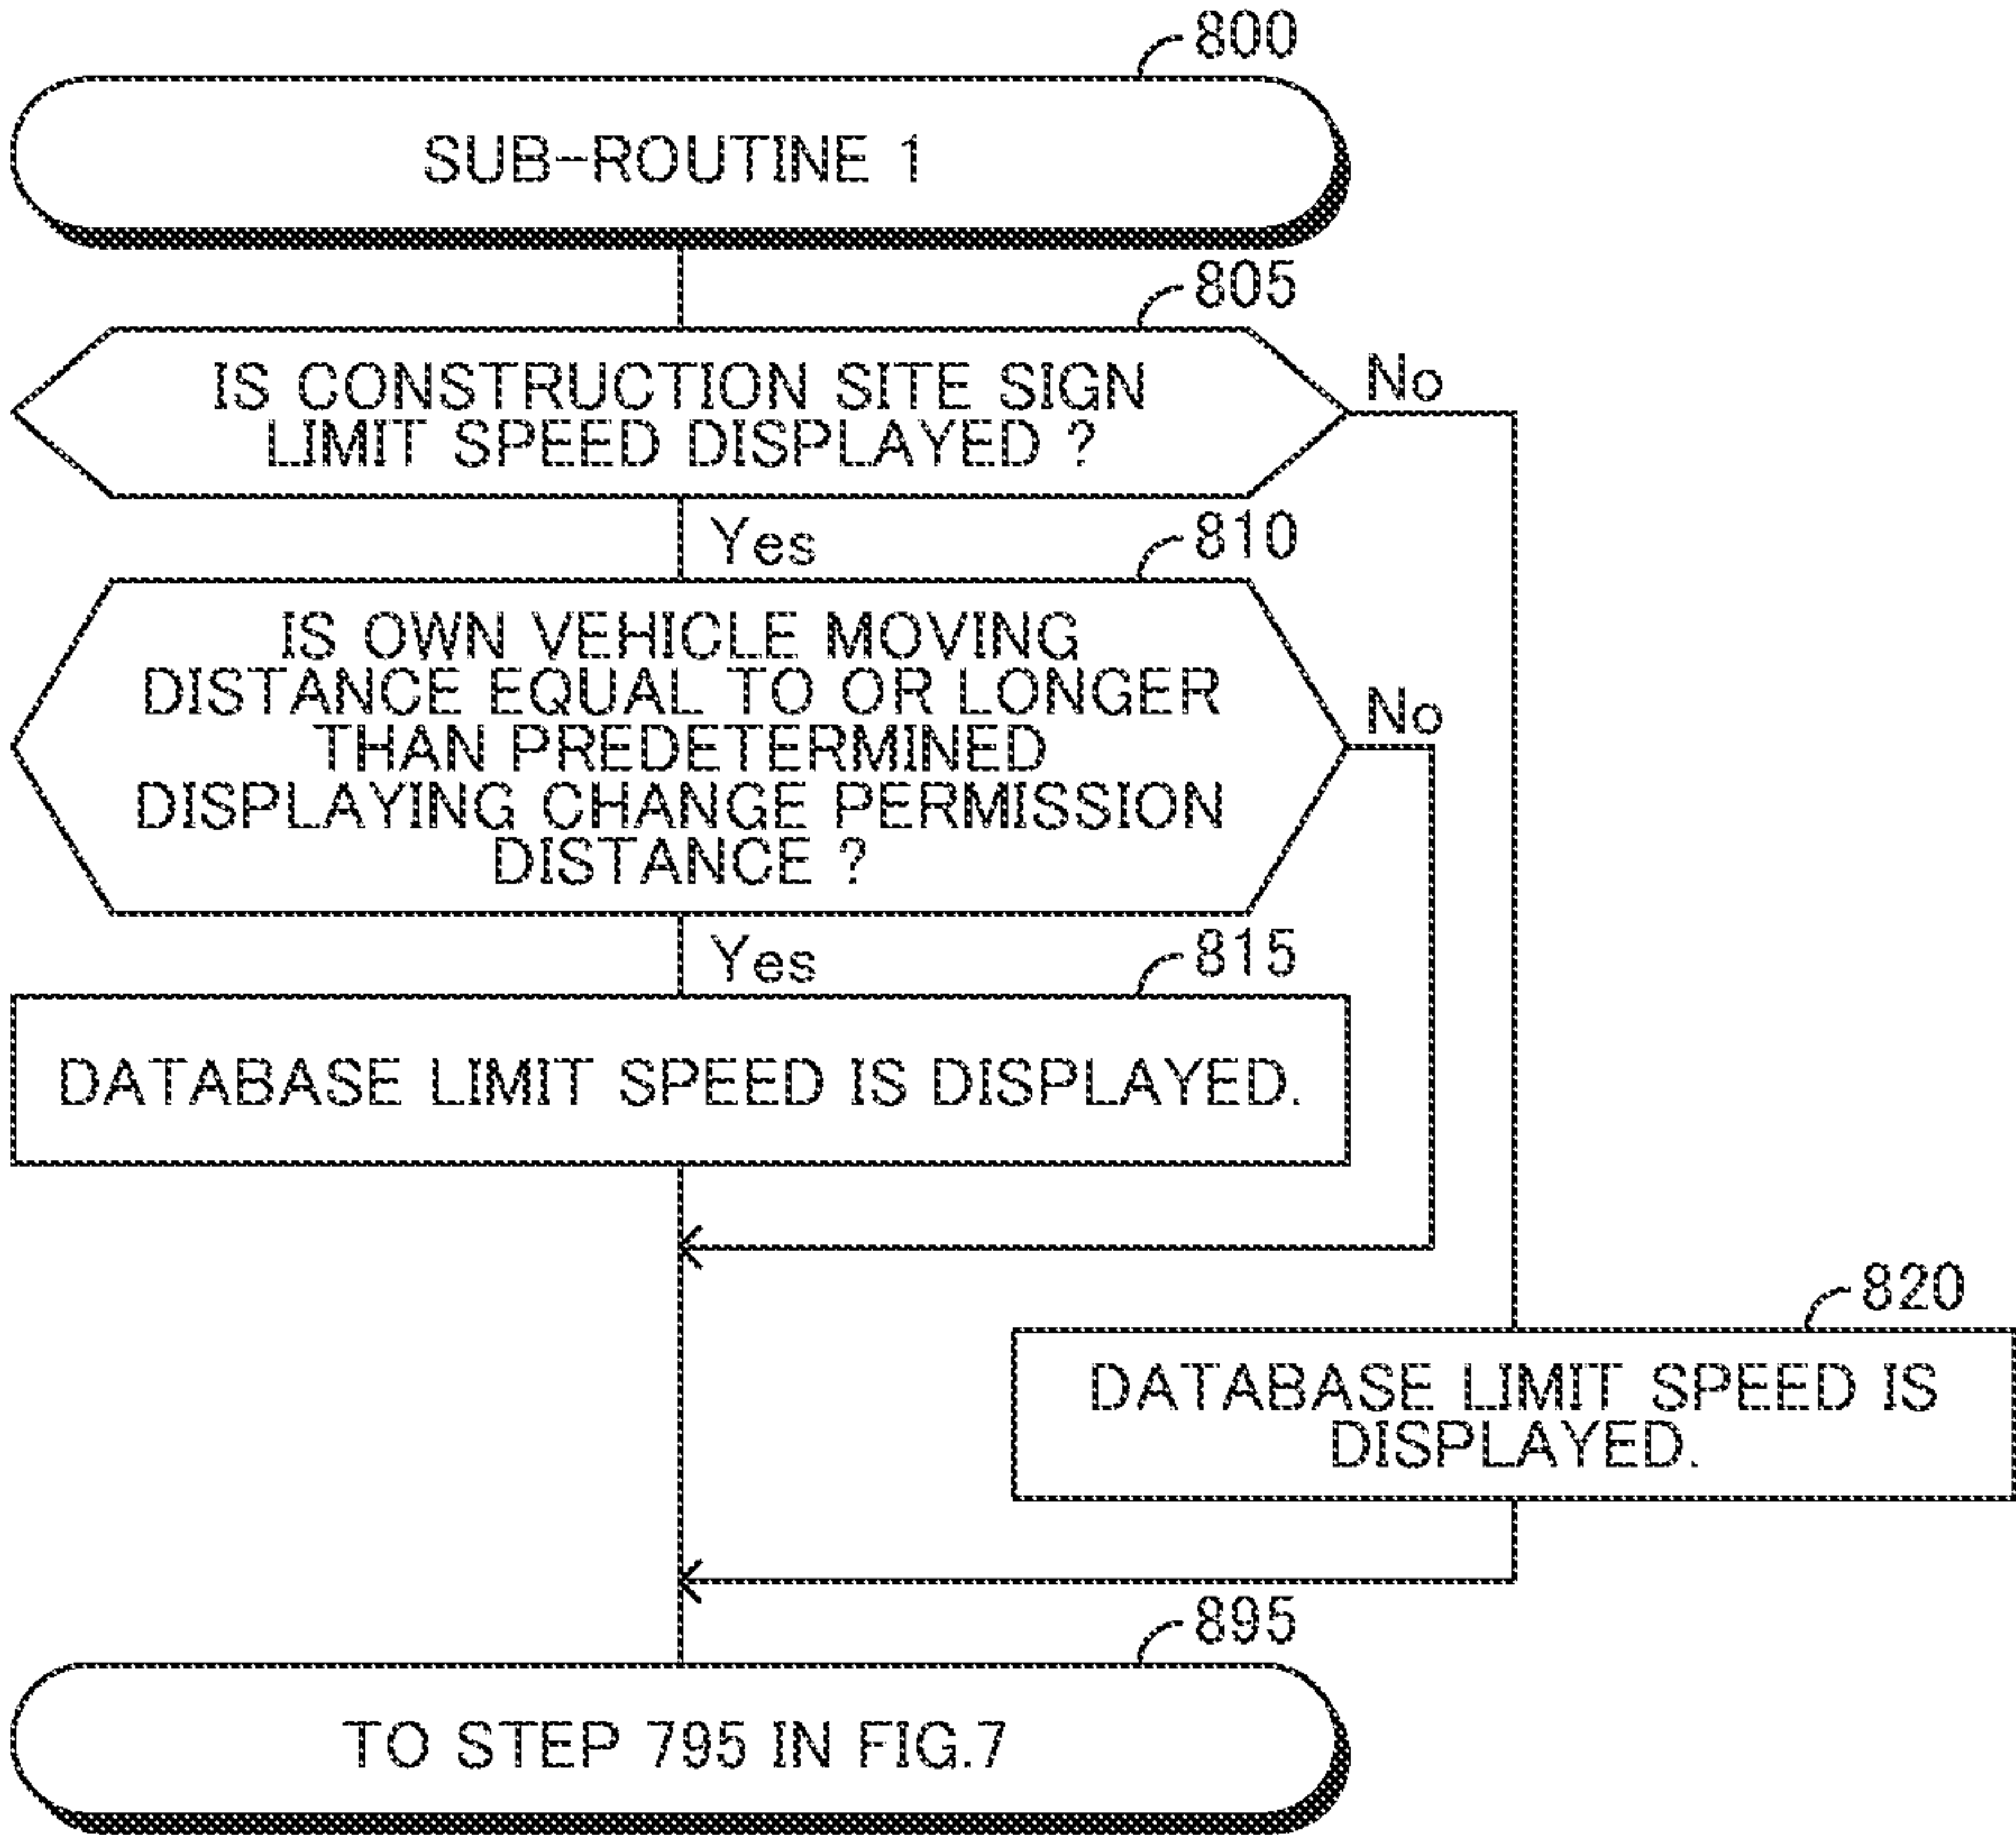 800
SUB-ROUTINE 1
805
IS CONSTRUCTION SITE SIGN
LIMIT SPEED DISPLAYED ?
No
Yes
810
IS OWN VEHICLE MOVING
DISTANCE EQUAL TO OR LONGER
THAN PREDETERMINED
DISPLAYING CHANGE PERMISSION
DISTANCE ?
No
Yes
815
DATABASE LIMIT SPEED IS DISPLAYED.
820
DATABASE LIMIT SPEED IS
DISPLAYED.
895
TO STEP 795 IN FIG.7